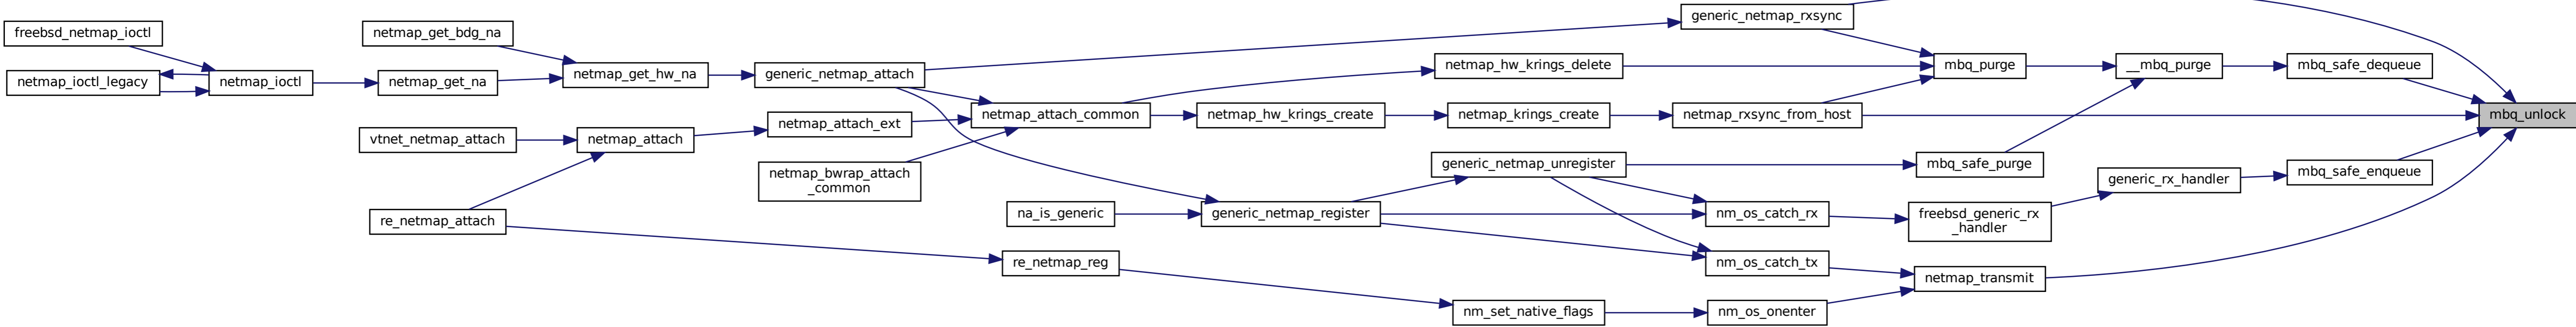 generic_netmap_rxsync
freebsd_netmap_ioctl
netmap_get_bdg_na
netmap_hw_krings_delete
mbq_purge
__mbq_purge
mbq_safe_dequeue
netmap_ioctl_legacy
netmap_ioctl
netmap_get_na
netmap_get_hw_na
generic_netmap_attach
netmap_attach_common
netmap_hw_krings_create
netmap_krings_create
netmap_rxsync_from_host
mbq_unlock
netmap_attach_ext
vtnet_netmap_attach
netmap_attach
generic_netmap_unregister
mbq_safe_purge
mbq_safe_enqueue
netmap_bwrap_attach
_common
generic_rx_handler
re_netmap_attach
na_is_generic
generic_netmap_register
nm_os_catch_rx
freebsd_generic_rx
_handler
re_netmap_reg
nm_os_catch_tx
netmap_transmit
nm_set_native_flags
nm_os_onenter